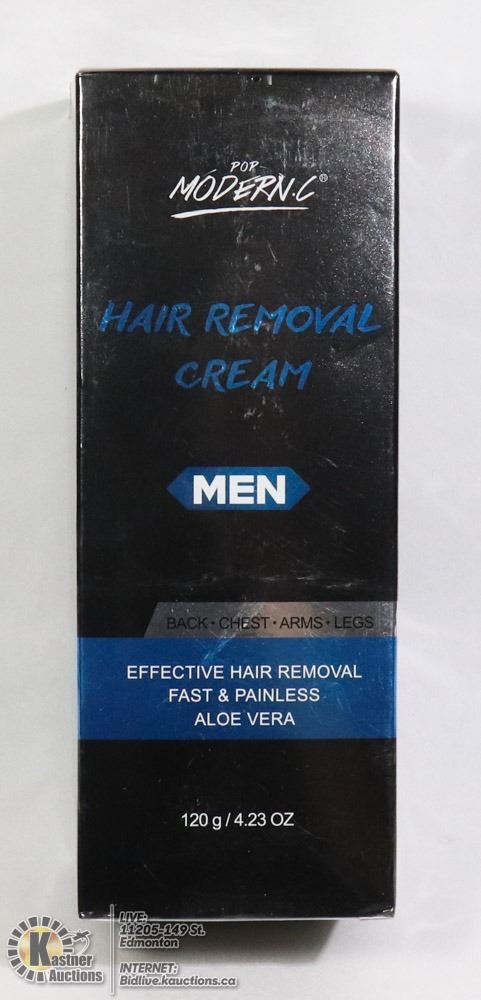 POP
MODERN.C®
HAIR REMOVAL
CREAM
MEN
BACK · CHEST · ARMS · LEGS
EFFECTIVE HAIR REMOVAL
FAST & PAINLESS
ALOE VERA
120 g / 4.23 OZ
Kastner
Auctions
LIVE:
11205-149 St.
Edmonton
INTERNET:
Bidlive.kauctions.ca